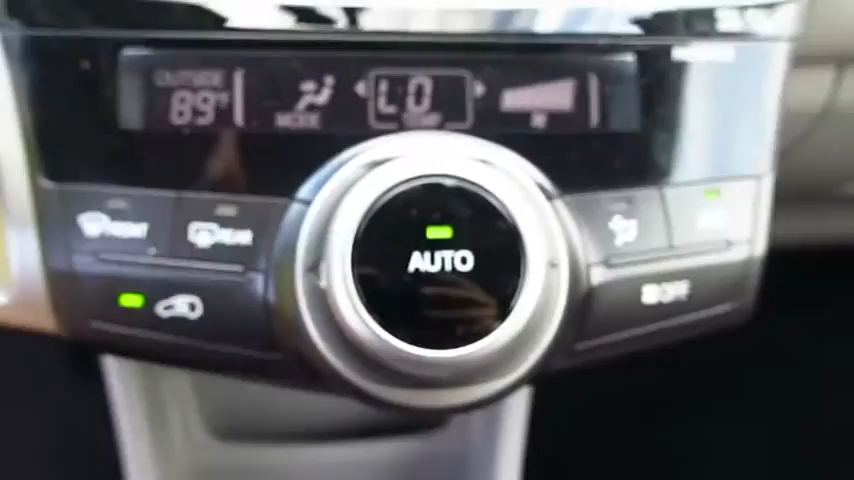 OUTSIDE
89°F
MODE
LO
TEMP
FRONT
REAR
AUTO
OFF